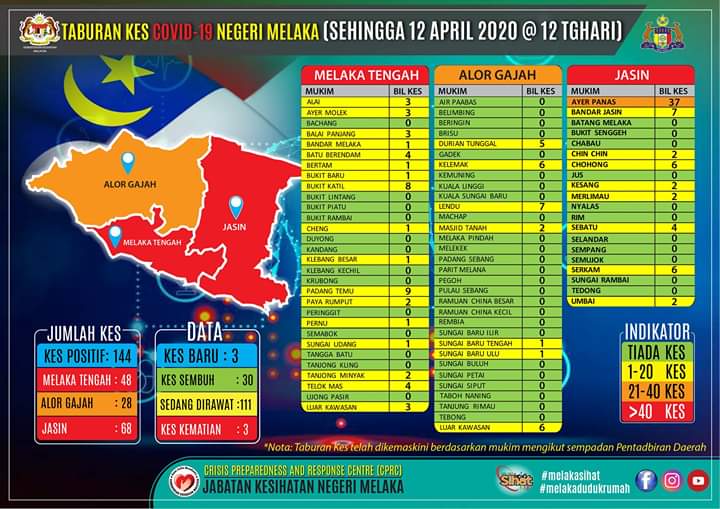 TABURAN KES COVID-19 NEGERI MELAKA (SEHINGGA 12 APRIL 2020 @ 12 TGHARI)
ALOR GAJAH
JASIN
MELAKA TENGAH
MELAKA TENGAH
MUKIM BIL KES
ALAI 3
AYER MOLEK 3
BACHANG 0
BALAI PANJANG 3
BANDAR MELAKA 1
BATU BERENDAM 4
BERTAM 1
BUKIT BARU 1
BUKIT KATIL 8
BUKIT LINTANG 0
BUKIT PIATU 0
BUKIT RAMBAI 0
CHENG 1
DUYONG 0
KANDANG 0
KLEBANG BESAR 1
KLEBANG KECHIL 0
KRUBONG 0
PADANG TEMU 9
PAYA RUMPUT 2
PERINGGIT 0
PERNU 1
SEMABOK 0
SUNGAI UDANG 1
TANGGA BATU 0
TANJONG KLING 0
TANJONG MINYAK 2
TELOK MAS 4
UJONG PASIR 0
LUAR KAWASAN 3
ALOR GAJAH
MUKIM BIL KES
AIR PAABAS 0
BELIMBING 0
BERINGIN 0
BRISU 0
DURIAN TUNGGAL 5
GADEK 0
KELEMAK 6
KEMUNING 0
KUALA LINGGI 0
KUALA SUNGAI BARU 0
LENDU 7
MACHAP 0
MASJID TANAH 2
MELAKA PINDAH 0
MELEKEK 0
PADANG SEBANG 0
PARIT MELANA 0
PEGOH 0
PULAU SEBANG 0
RAMUAN CHINA BESAR 0
RAMUAN CHINA KECIL 0
REMBIA 0
SUNGAI BARU ILIR 0
SUNGAI BARU TENGAH 1
SUNGAI BARU ULU 1
SUNGAI BULUH 0
SUNGAI PETAI 0
SUNGAI SIPUT 0
TABOH NANING 0
TANJUNG RIMAU 0
TEBONG 0
LUAR KAWASAN 6
JASIN
MUKIM BIL KES
AYER PANAS 37
BANDAR JASIN 7
BATANG MELAKA 0
BUKIT SENGGEH 0
CHABAU 0
CHIN CHIN 2
CHOHONG 6
JUS 0
KESANG 2
MERLIMAU 2
NYALAS 0
RIM 0
SEBATU 4
SELANDAR 0
SEMPANG 0
SEMUJOK 0
SERKAM 6
SUNGAI RAMBAI 0
TEDONG 0
UMBAI 2
JUMLAH KES
KES POSITIF: 144
MELAKA TENGAH : 48
ALOR GAJAH : 28
JASIN : 68
DATA
KES BARU : 3
KES SEMBUH : 30
SEDANG DIRAWAT :111
KES KEMATIAN : 3
INDIKATOR
TIADA KES
1-20 KES
21-40 KES
>40 KES
*Nota: Taburan Kes telah dikemaskini berdasarkan mukim mengikut sempadan Pentadbiran Daerah
CRISIS PREPAREDNESS AND RESPONSE CENTRE (CPRC)
JABATAN KESIHATAN NEGERI MELAKA
Sihat
#melakasihat
#melakadudukrumah